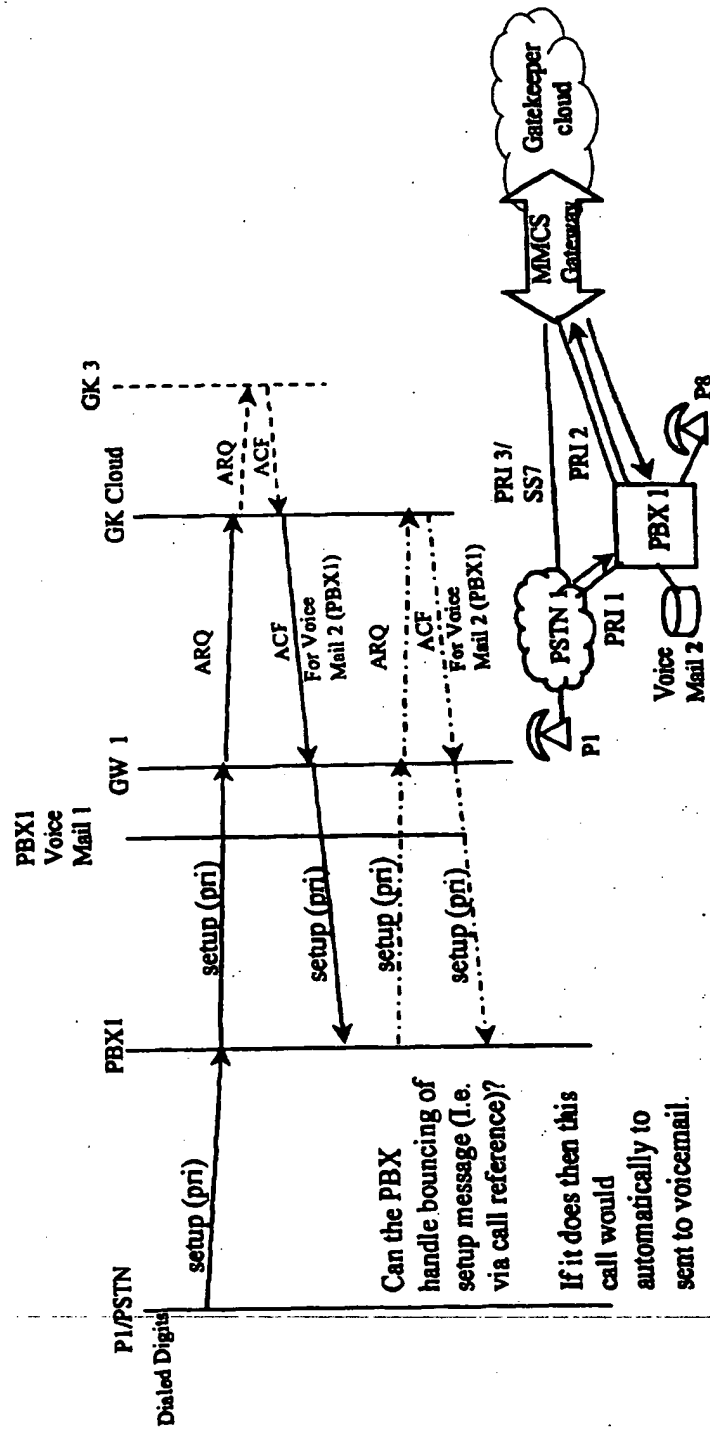 P1/PSTN
Dialed Digits
PBX1
PBX1
Voice
Mail 1
GW 1
GK Cloud
GK 3
setup (pri)
setup (pri)
ARQ
ARQ
ACF
ACF
For Voice
Mail 2 (PBX1)
setup (pri)
setup (pri)
ARQ
ACF
For Voice
Mail 2 (PBX1)
setup (pri)
Can the PBX
handle bouncing of
setup message (I.e.
via call reference)?
If it does then this
call would
automatically to
sent to voicemail.
P1
PSTN 1
PRI 1
Voice
Mail 2
PBX 1
P8
PRI 3/
SS7
PRI 2
MMCS
Gateway
Gatekeeper
cloud